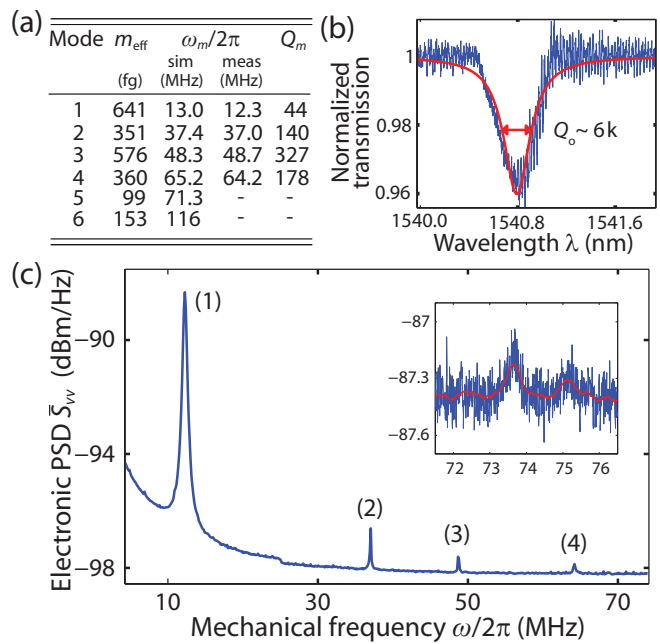 (a)
Mode m_eff ω_m/2π Q_m
sim meas
(fg) (MHz) (MHz)
1 641 13.0 12.3 44
2 351 37.4 37.0 140
3 576 48.3 48.7 327
4 360 65.2 64.2 178
5 99 71.3 - -
6 153 116 - -
(b)
Normalized
transmission
1
0.98
0.96
Q_o ~ 6k
1540.0 1540.8 1541.6
Wavelength λ (nm)
(c)
Electronic PSD S̅_vv (dBm/Hz)
−90
−94
−98
(1)
(2)
(3)
(4)
−87
−87.3
−87.6
72 73 74 75 76
10 30 50 70
Mechanical frequency ω/2π (MHz)